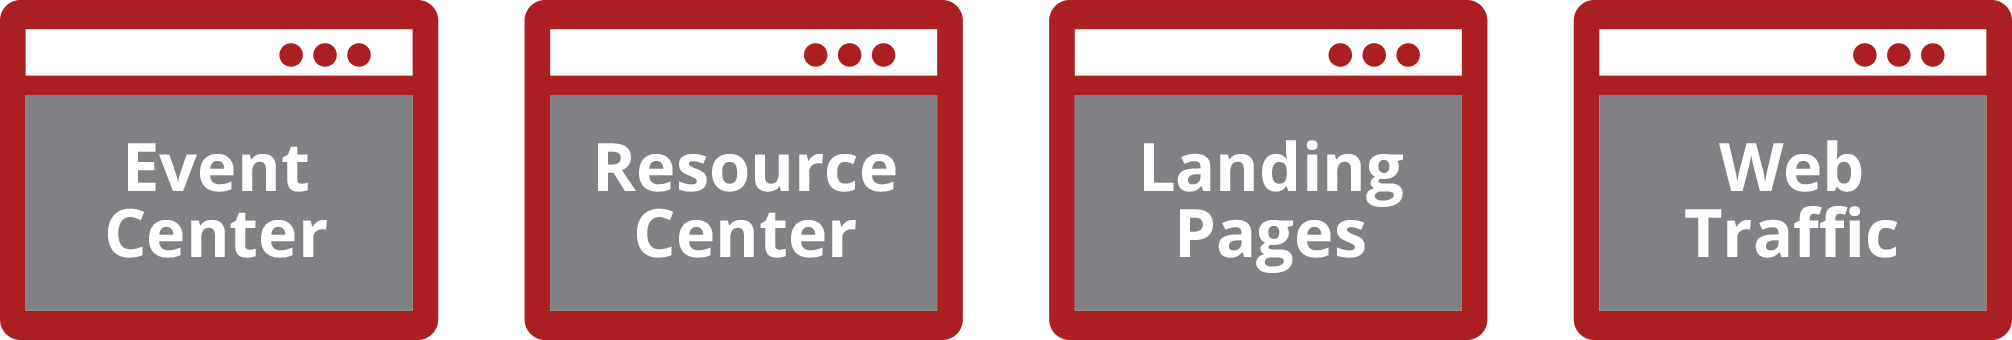 Event
Center
Resource
Center
Landing
Pages
Web
Traffic